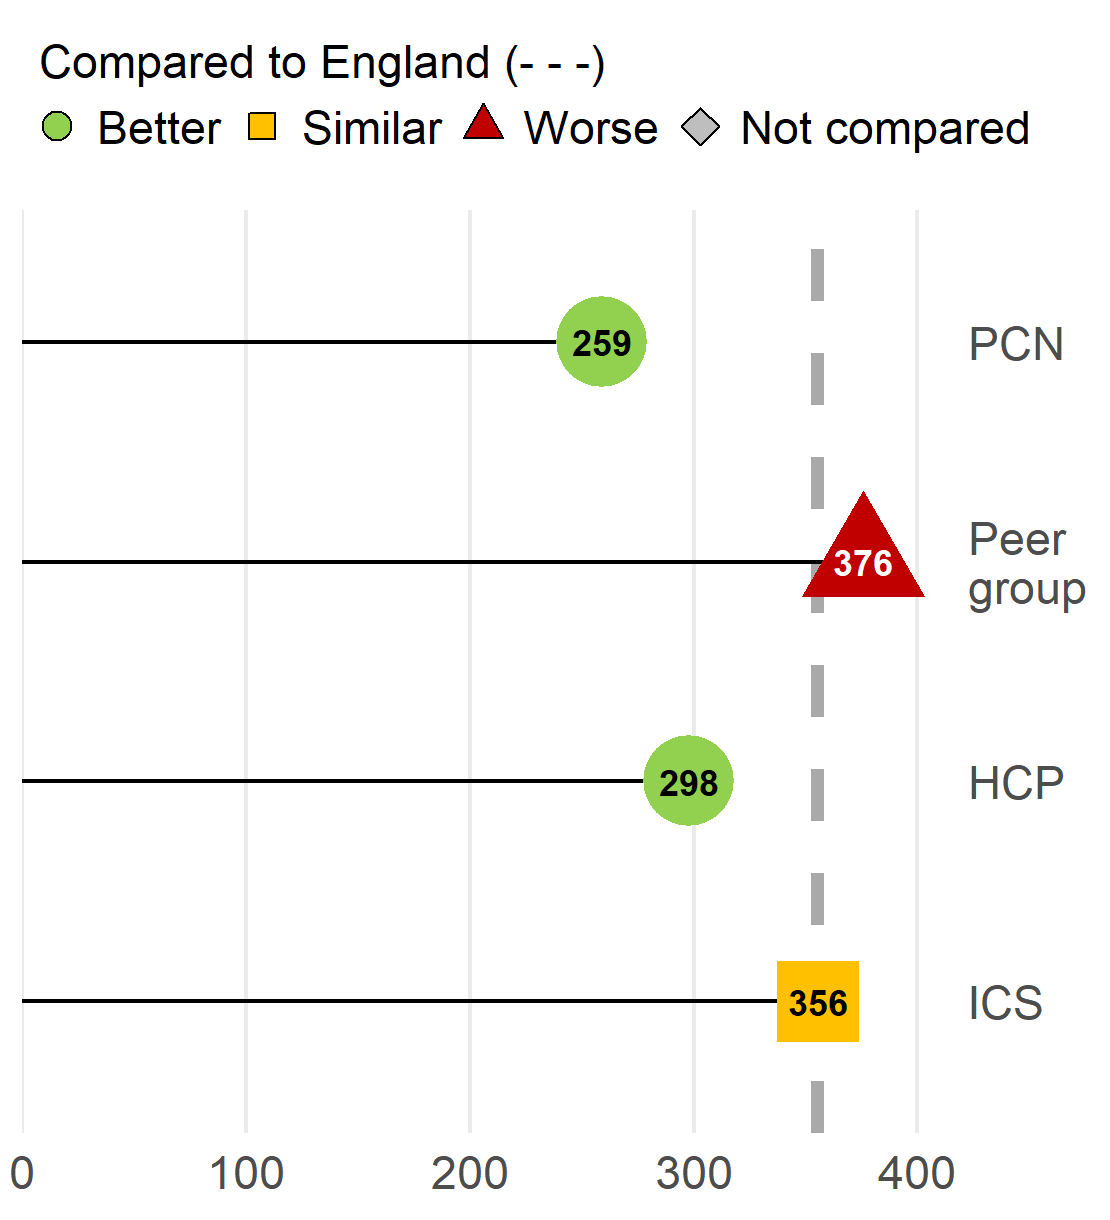 Compared to England (- - -)
Better Similar Worse Not compared
259 PCN
376 Peer
group
298 HCP
356 ICS
0 100 200 300 400